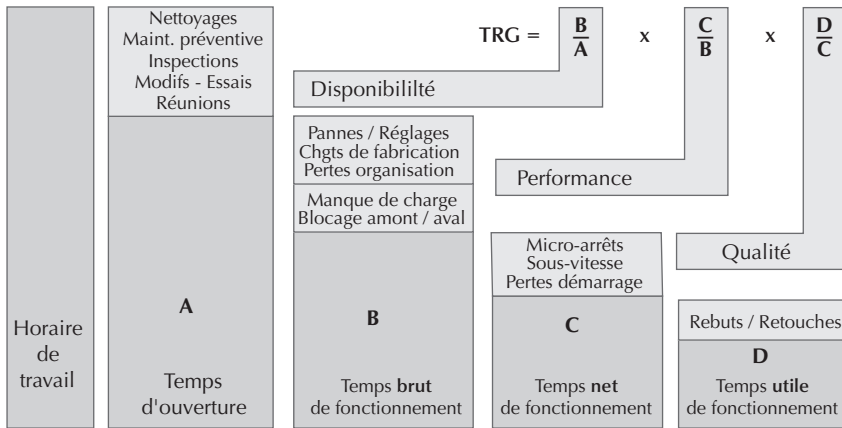 Nettoyages
Maint. préventive
Inspections
Modifs - Essais
Réunions
TRG = B/A x C/B x D/C
Disponibililté
Pannes / Réglages
Chgts de fabrication
Pertes organisation
Performance
Manque de charge
Blocage amont / aval
Micro-arrêts
Sous-vitesse
Pertes démarrage
Qualité
Horaire
de
travail
A
Temps
d'ouverture
B
Temps brut
de fonctionnement
C
Temps net
de fonctionnement
Rebuts / Retouches
D
Temps utile
de fonctionnement